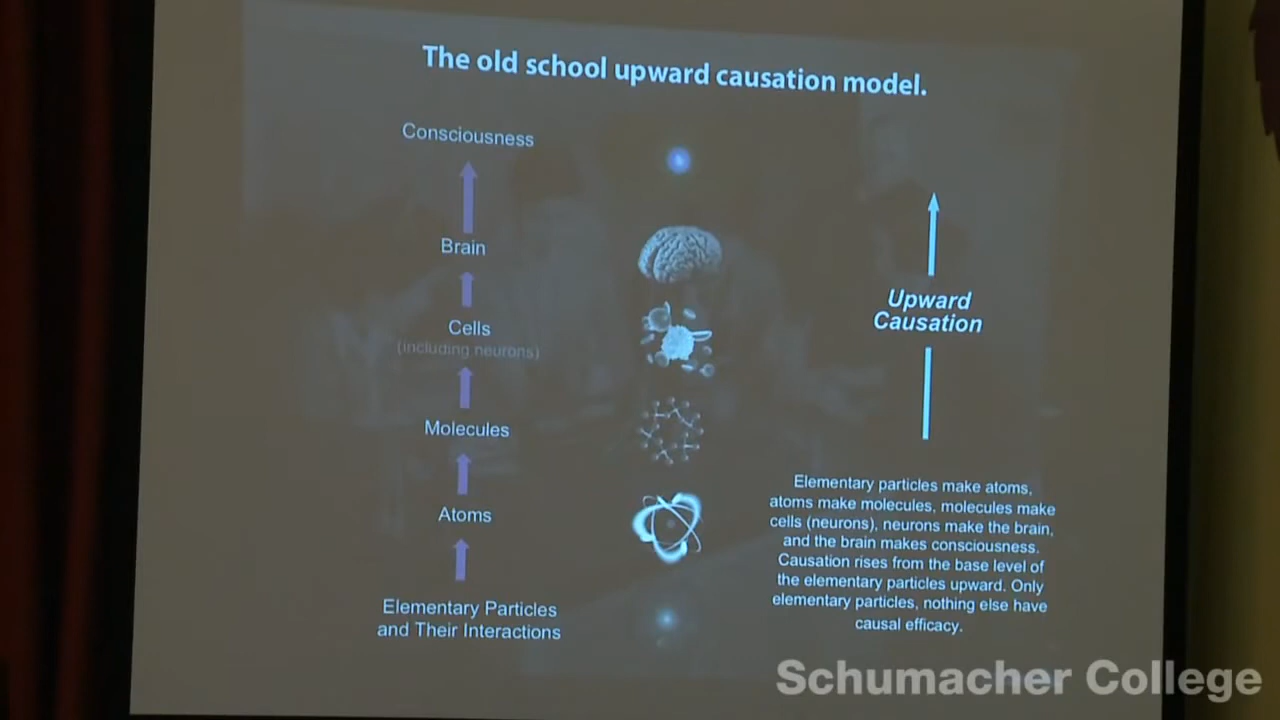 The old school upward causation model.
Consciousness
Brain
Cells
(including neurons)
Molecules
Atoms
Elementary Particles
and Their Interactions
Upward
Causation
Elementary particles make atoms,
atoms make molecules, molecules make
cells (neurons), neurons make the brain,
and the brain makes consciousness.
Causation rises from the base level of
the elementary particles upward. Only
elementary particles, nothing else have
causal efficacy.
Schumacher College